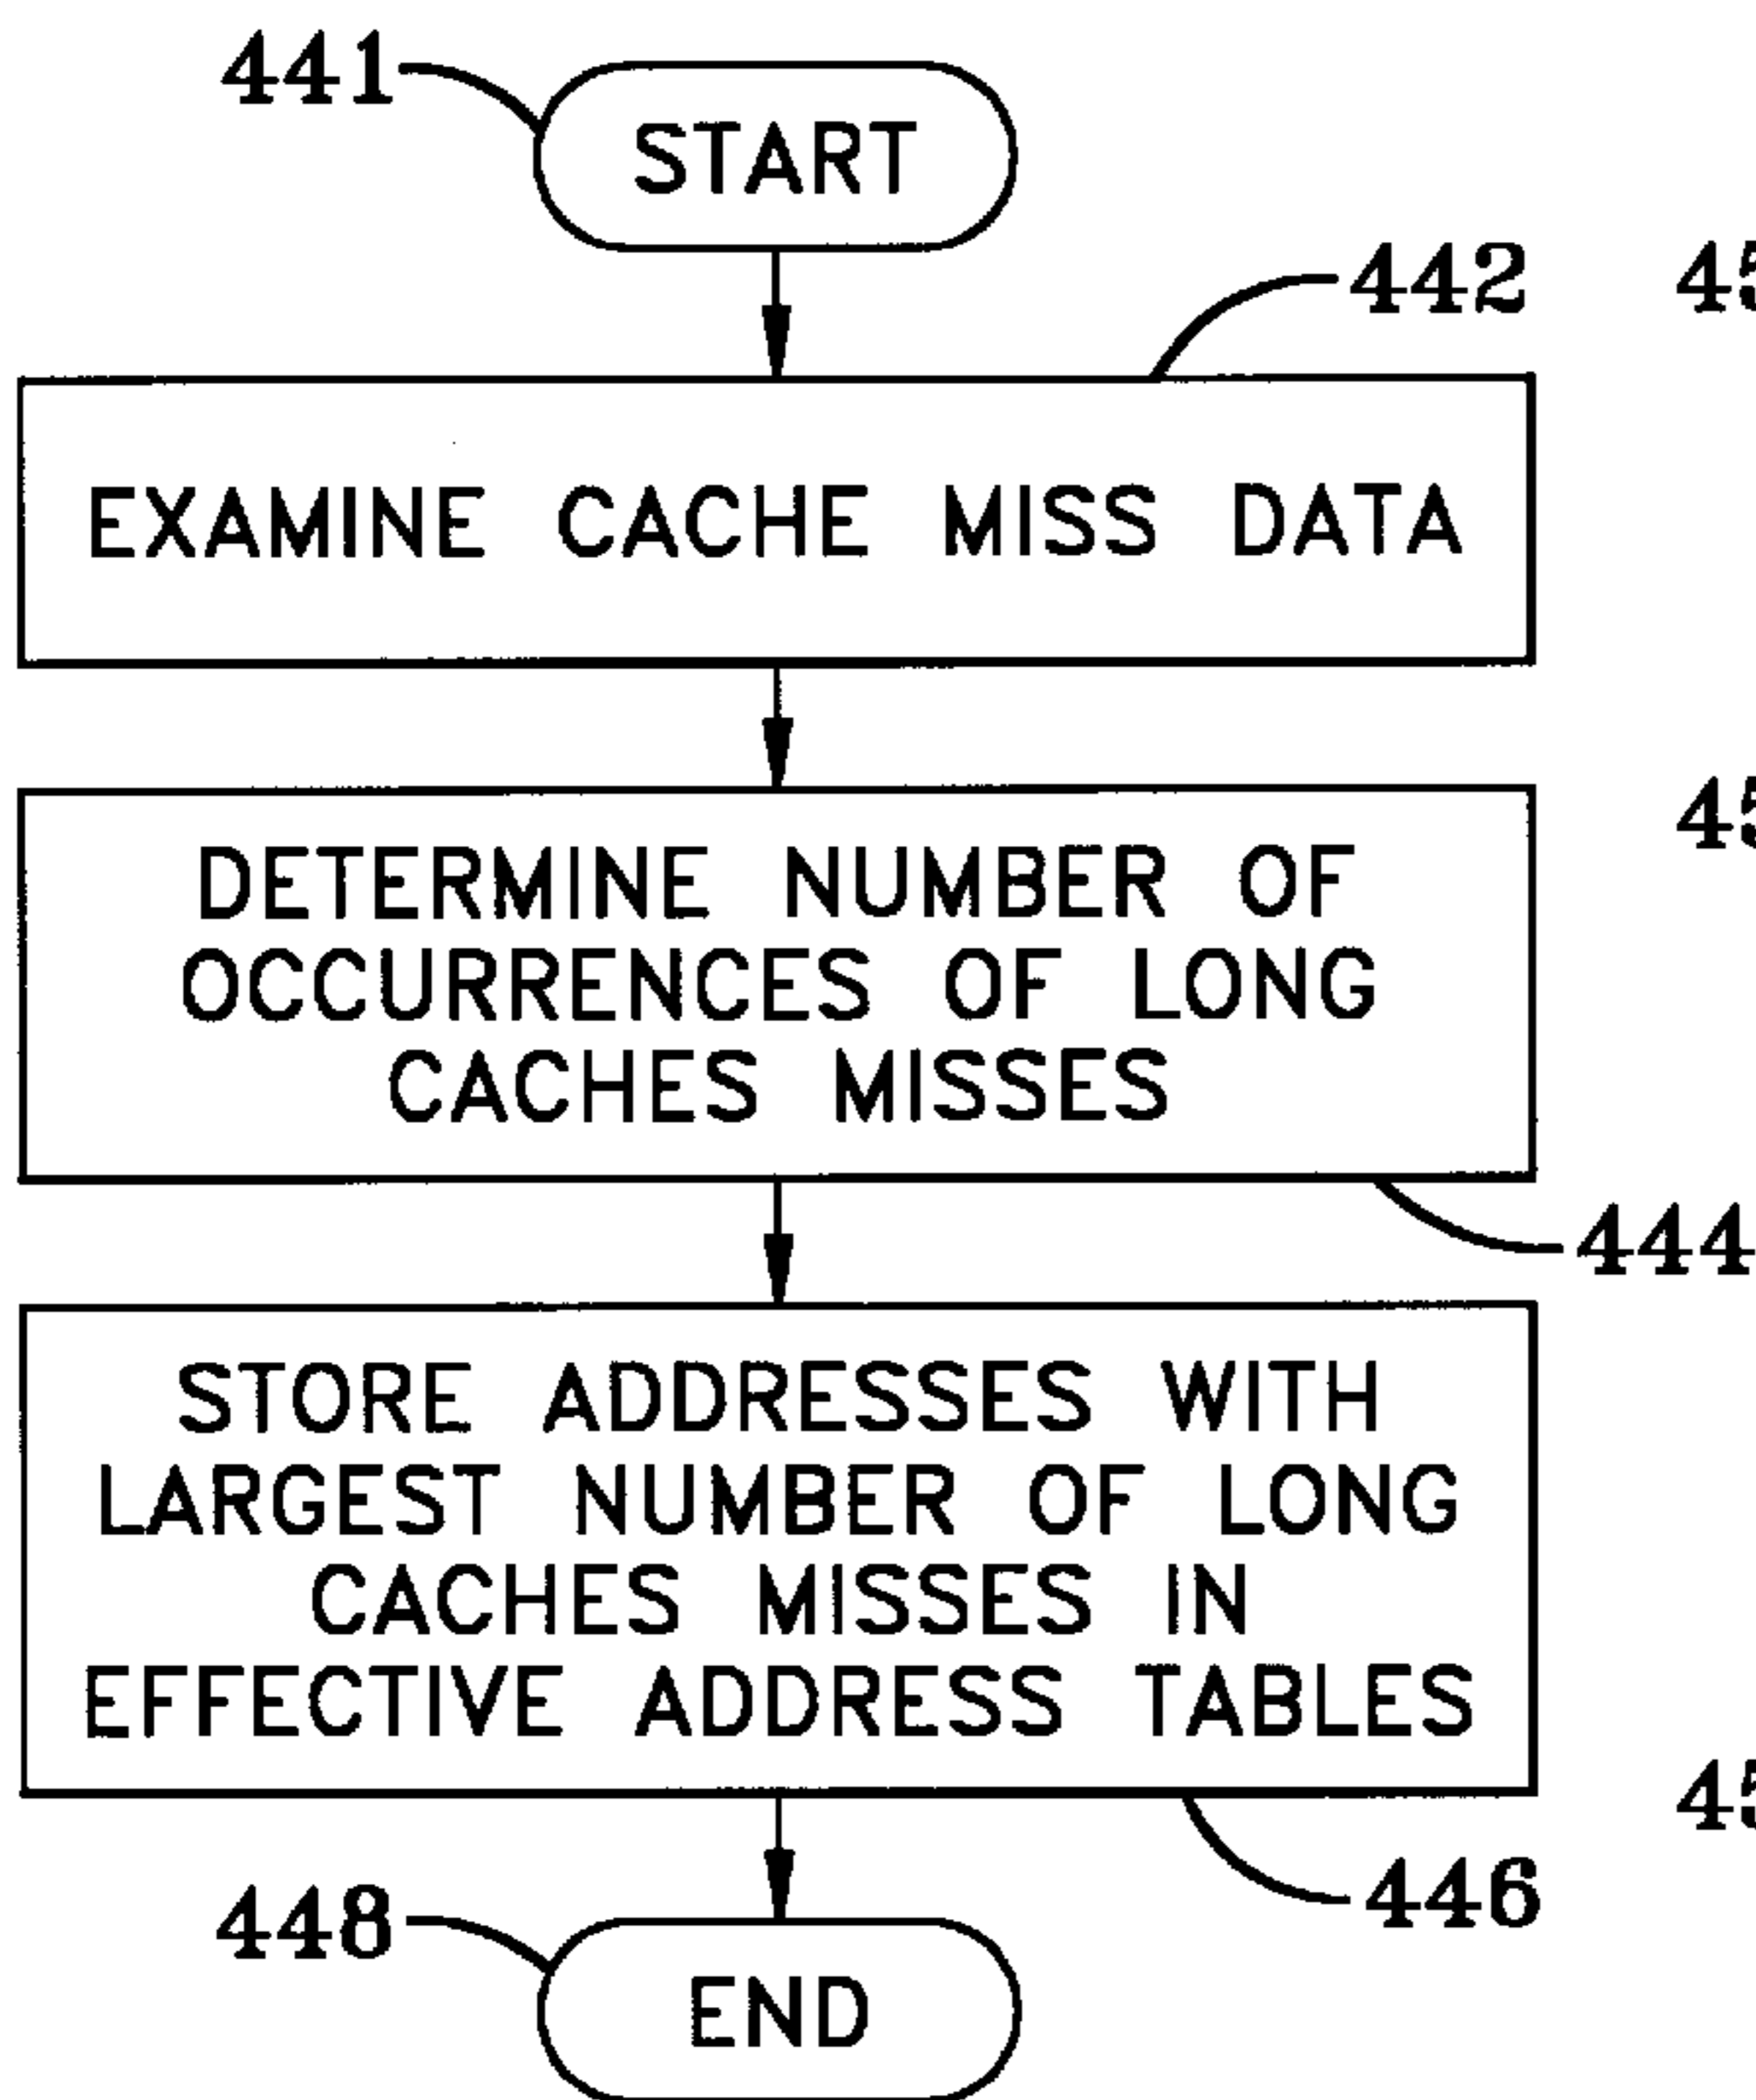 441
START
442
EXAMINE CACHE MISS DATA
DETERMINE NUMBER OF
OCCURRENCES OF LONG
CACHES MISSES
444
STORE ADDRESSES WITH
LARGEST NUMBER OF LONG
CACHES MISSES IN
EFFECTIVE ADDRESS TABLES
446
448
END